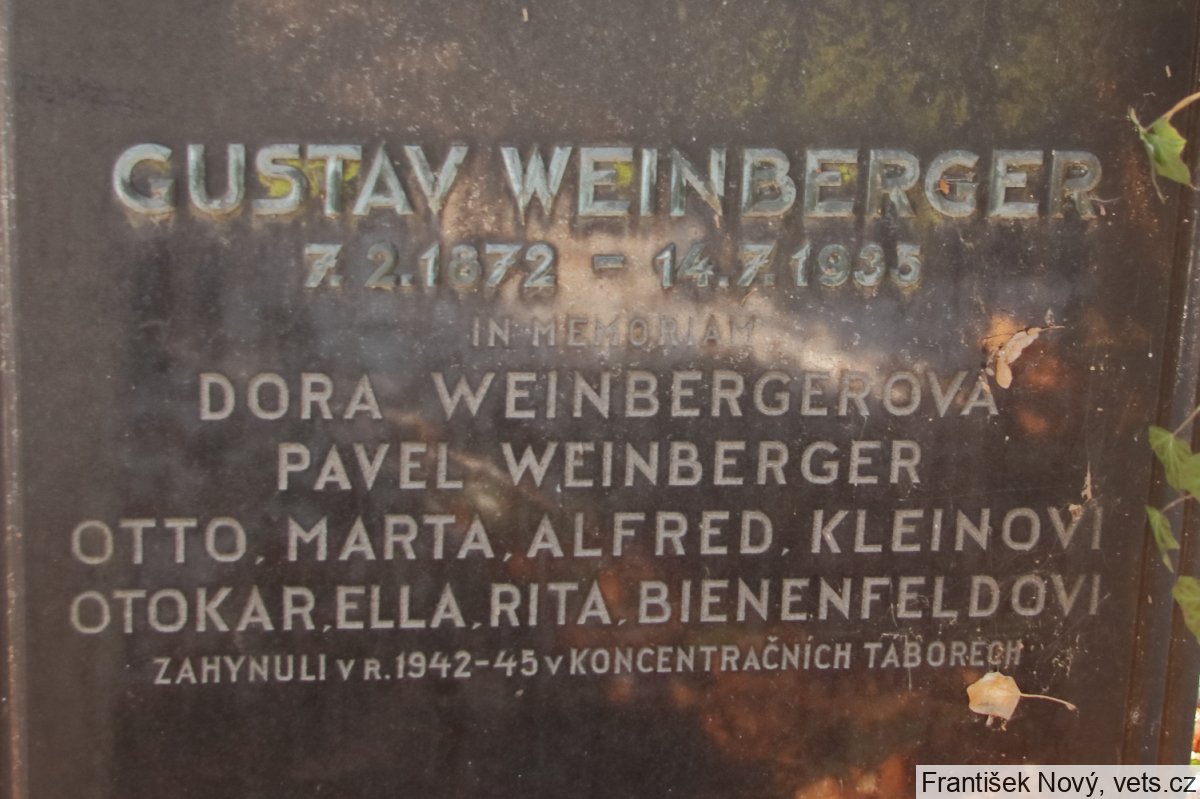 GUSTAV WEINBERGER
7. 2. 1872 - 14. 7. 1935
IN MEMORIAM
DORA WEINBERGEROVÁ
PAVEL WEINBERGER
OTTO, MARTA, ALFRED, KLEINOVI
OTOKAR, ELLA, RITA, BIENENFELDOVI
ZAHYNULI V R. 1942-45 V KONCENTRAČNÍCH TÁBORECH
František Nový, vets.cz